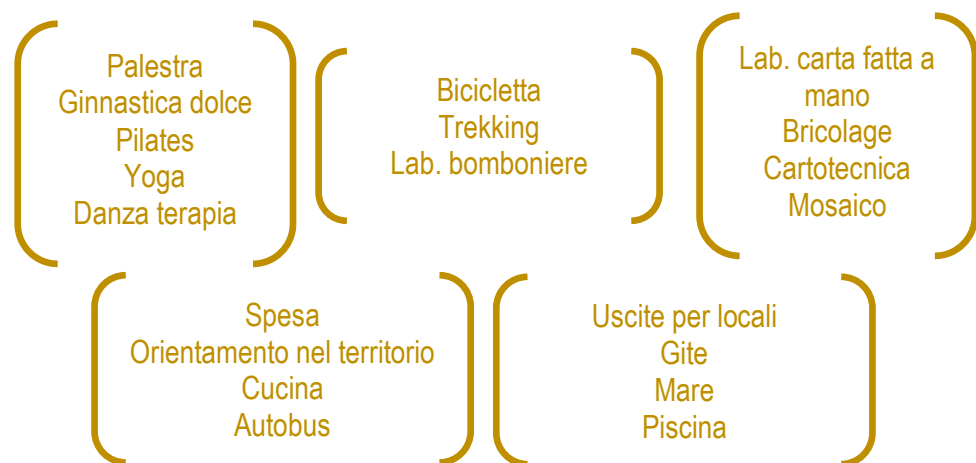 Palestra
Ginnastica dolce
Pilates
Yoga
Danza terapia
Bicicletta
Trekking
Lab. bomboniere
Lab. carta fatta a
mano
Bricolage
Cartotecnica
Mosaico
Spesa
Orientamento nel territorio
Cucina
Autobus
Uscite per locali
Gite
Mare
Piscina